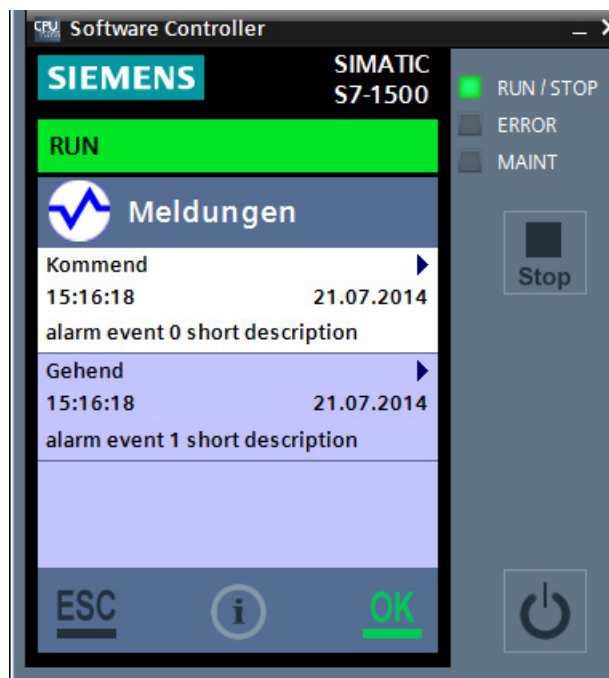 CPU Software Controller
SIEMENS
SIMATIC
S7-1500
RUN
Meldungen
Kommend
15:16:18 21.07.2014
alarm event 0 short description
Gehend
15:16:18 21.07.2014
alarm event 1 short description
ESC i OK
RUN / STOP
ERROR
MAINT
Stop